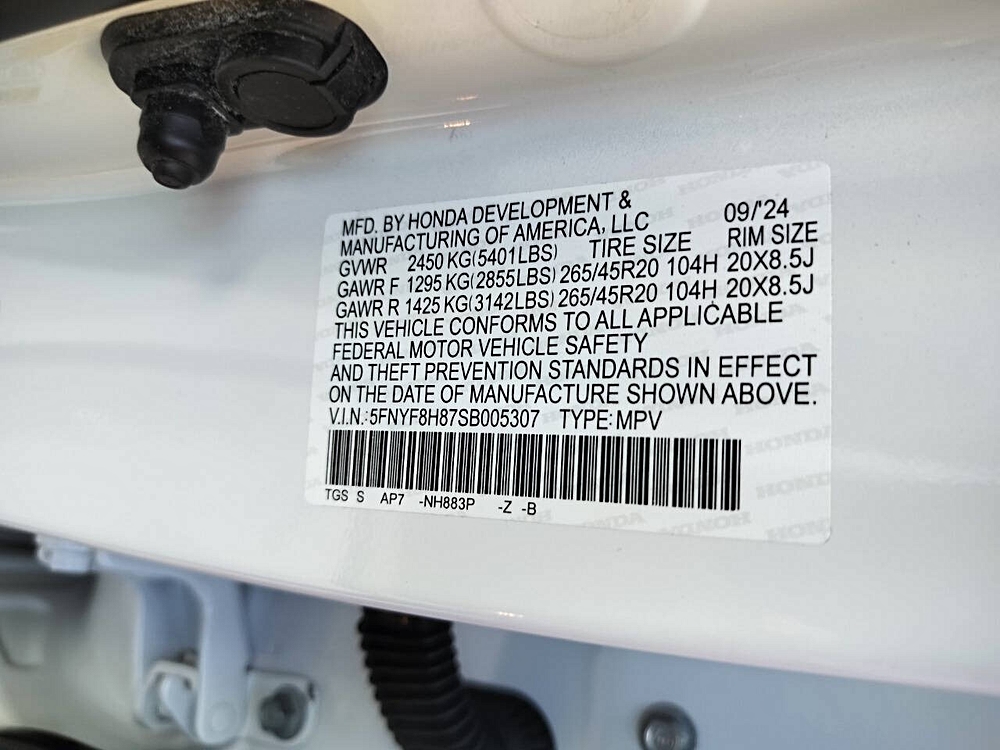 MFD. BY HONDA DEVELOPMENT &
MANUFACTURING OF AMERICA, LLC 09/'24
GVWR 2450 KG(5401LBS) TIRE SIZE RIM SIZE
GAWR F 1295 KG(2855LBS) 265/45R20 104H 20X8.5J
GAWR R 1425 KG(3142LBS) 265/45R20 104H 20X8.5J
THIS VEHICLE CONFORMS TO ALL APPLICABLE
FEDERAL MOTOR VEHICLE SAFETY
AND THEFT PREVENTION STANDARDS IN EFFECT
ON THE DATE OF MANUFACTURE SHOWN ABOVE.
V.I.N.:5FNYF8H87SB005307 TYPE:MPV
TGS S AP7 -NH883P -Z -B